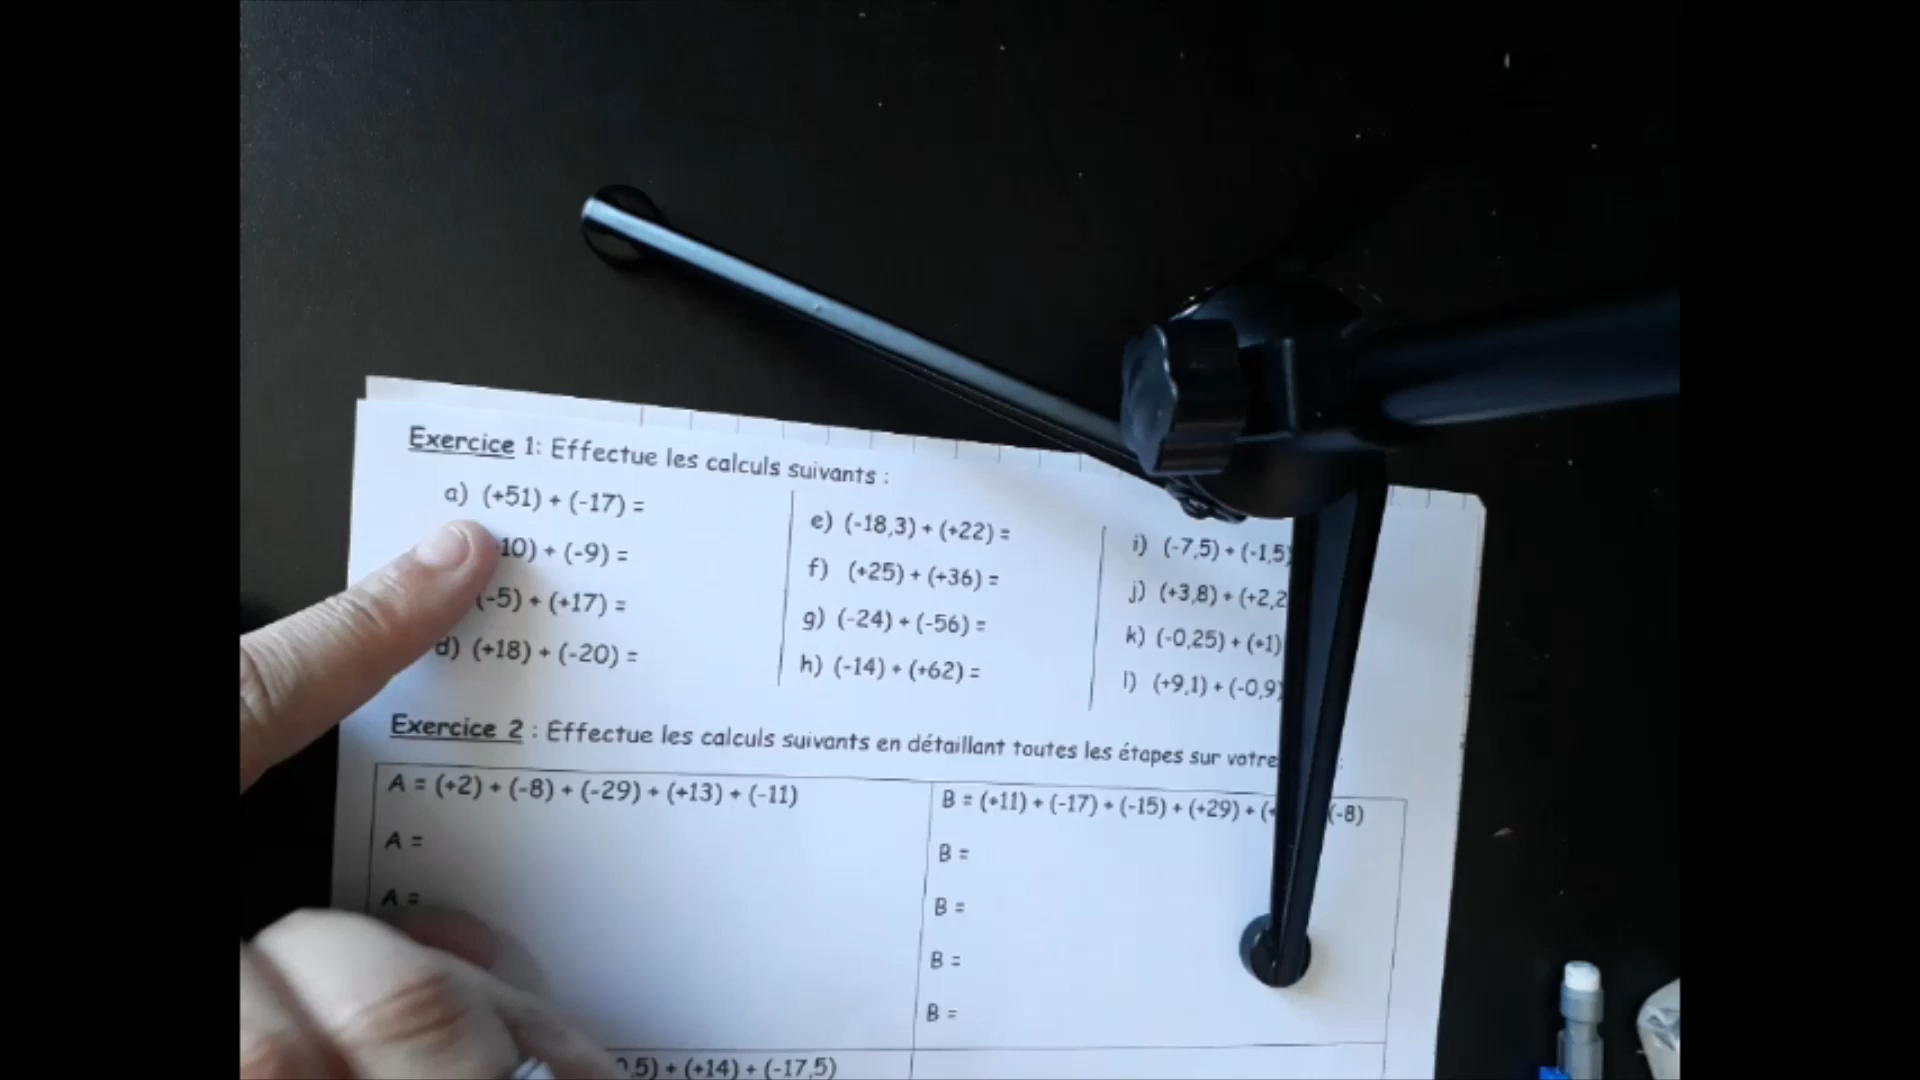 Exercice 1: Effectue les calculs suivants :
a) (+51) + (-17) =
10) + (-9) =
(-5) + (+17) =
d) (+18) + (-20) =
e) (-18,3) + (+22) =
f) (+25) + (+36) =
g) (-24) + (-56) =
h) (-14) + (+62) =
i) (-7,5) + (-1,5)
j) (+3,8) + (+2,2
k) (-0,25) + (+1)
l) (+9,1) + (-0,9)
Exercice 2 : Effectue les calculs suivants en détaillant toutes les étapes sur votre :
A = (+2) + (-8) + (-29) + (+13) + (-11)
A =
A =
B = (+11) + (-17) + (-15) + (+29) + (+ (-8)
B =
B =
B =
B =
,5) + (+14) + (-17,5)